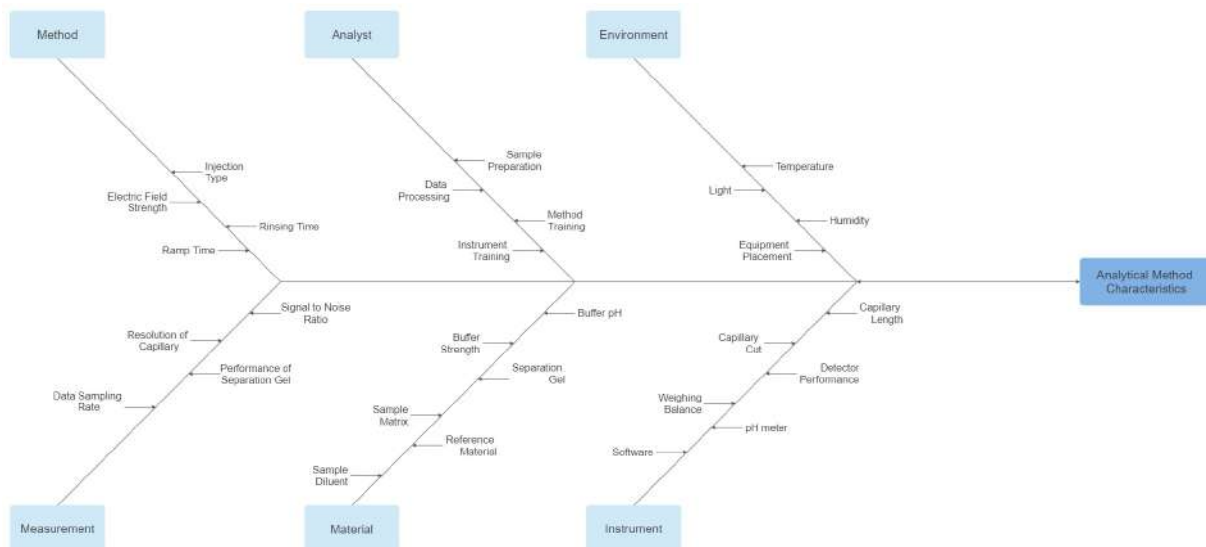 Method
Analyst
Environment
Injection
Type
Electric Field
Strength
Rinsing Time
Ramp Time
Sample
Preparation
Data
Processing
Method
Training
Instrument
Training
Temperature
Light
Humidity
Equipment
Placement
Analytical Method
Characteristics
Signal to Noise
Ratio
Resolution of
Capillary
Performance of
Separation Gel
Data Sampling
Rate
Buffer pH
Buffer
Strength
Separation
Gel
Sample
Matrix
Reference
Material
Sample
Diluent
Capillary
Length
Capillary
Cut
Detector
Performance
Weighing
Balance
pH meter
Software
Measurement
Material
Instrument